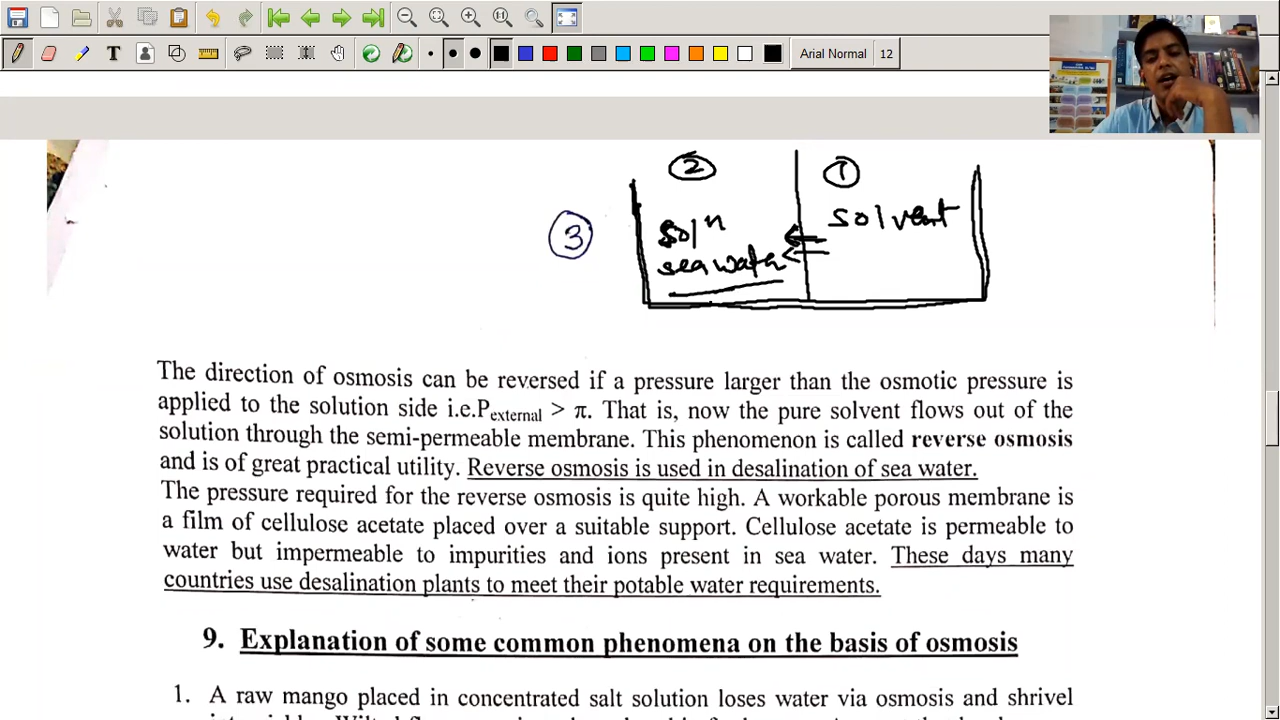 Arial Normal 12
2 1
3
solⁿ solvent
sea water
The direction of osmosis can be reversed if a pressure larger than the osmotic pressure is
applied to the solution side i.e.Pexternal > π. That is, now the pure solvent flows out of the
solution through the semi-permeable membrane. This phenomenon is called reverse osmosis
and is of great practical utility. Reverse osmosis is used in desalination of sea water.
The pressure required for the reverse osmosis is quite high. A workable porous membrane is
a film of cellulose acetate placed over a suitable support. Cellulose acetate is permeable to
water but impermeable to impurities and ions present in sea water. These days many
countries use desalination plants to meet their potable water requirements.
9. Explanation of some common phenomena on the basis of osmosis
1. A raw mango placed in concentrated salt solution loses water via osmosis and shrivel